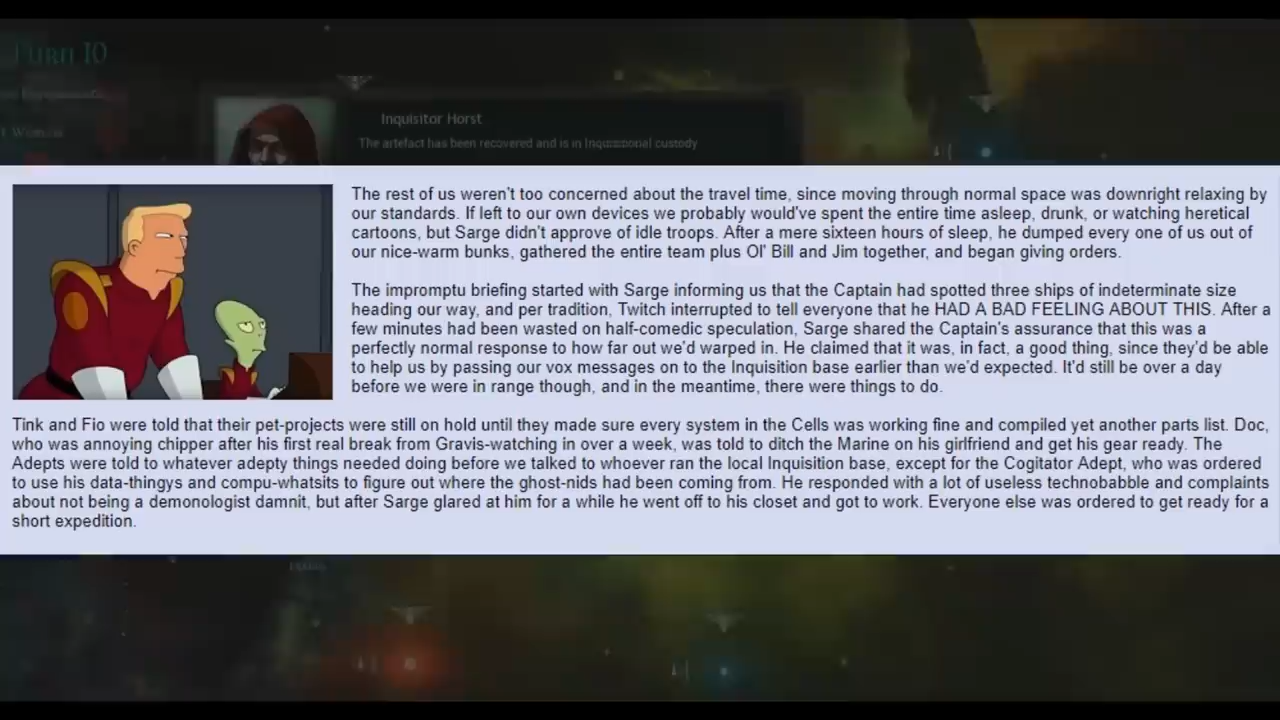 Turn 10
Inquisitor Horst
The artefact has been recovered and is in Inquisitorial custody
The rest of us weren't too concerned about the travel time, since moving through normal space was downright relaxing by
our standards. If left to our own devices we probably would've spent the entire time asleep, drunk, or watching heretical
cartoons, but Sarge didn't approve of idle troops. After a mere sixteen hours of sleep, he dumped every one of us out of
our nice-warm bunks, gathered the entire team plus Ol' Bill and Jim together, and began giving orders.
The impromptu briefing started with Sarge informing us that the Captain had spotted three ships of indeterminate size
heading our way, and per tradition, Twitch interrupted to tell everyone that he HAD A BAD FEELING ABOUT THIS. After a
few minutes had been wasted on half-comedic speculation, Sarge shared the Captain's assurance that this was a
perfectly normal response to how far out we'd warped in. He claimed that it was, in fact, a good thing, since they'd be able
to help us by passing our vox messages on to the Inquisition base earlier than we'd expected. It'd still be over a day
before we were in range though, and in the meantime, there were things to do.
Tink and Fio were told that their pet-projects were still on hold until they made sure every system in the Cells was working fine and compiled yet another parts list. Doc,
who was annoying chipper after his first real break from Gravis-watching in over a week, was told to ditch the Marine on his girlfriend and get his gear ready. The
Adepts were told to whatever adepty things needed doing before we talked to whoever ran the local Inquisition base, except for the Cogitator Adept, who was ordered
to use his data-thingys and compu-whatsits to figure out where the ghost-nids had been coming from. He responded with a lot of useless technobabble and complaints
about not being a demonologist damnit, but after Sarge glared at him for a while he went off to his closet and got to work. Everyone else was ordered to get ready for a
short expedition.